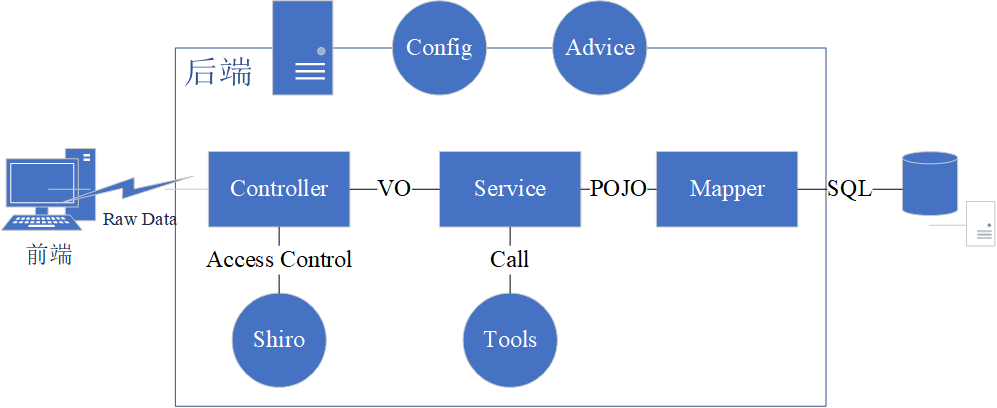 后端
Config
Advice
Controller
VO
Service
POJO
Mapper
SQL
Raw Data
前端
Access Control
Call
Shiro
Tools